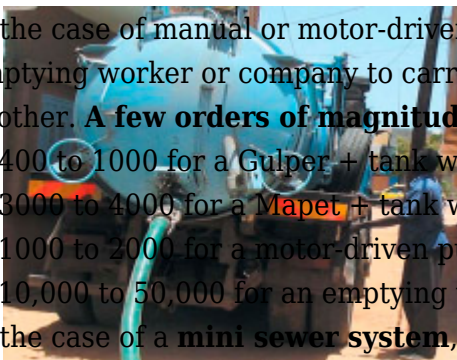 the case of manual or motor-drive
ptying worker or company to carr
other. A few orders of magnitud
400 to 1000 for a Gulper + tank w
3000 to 4000 for a Mapet + tank w
1000 to 2000 for a motor-driven p
10,000 to 50,000 for an emptying
the case of a mini sewer system,